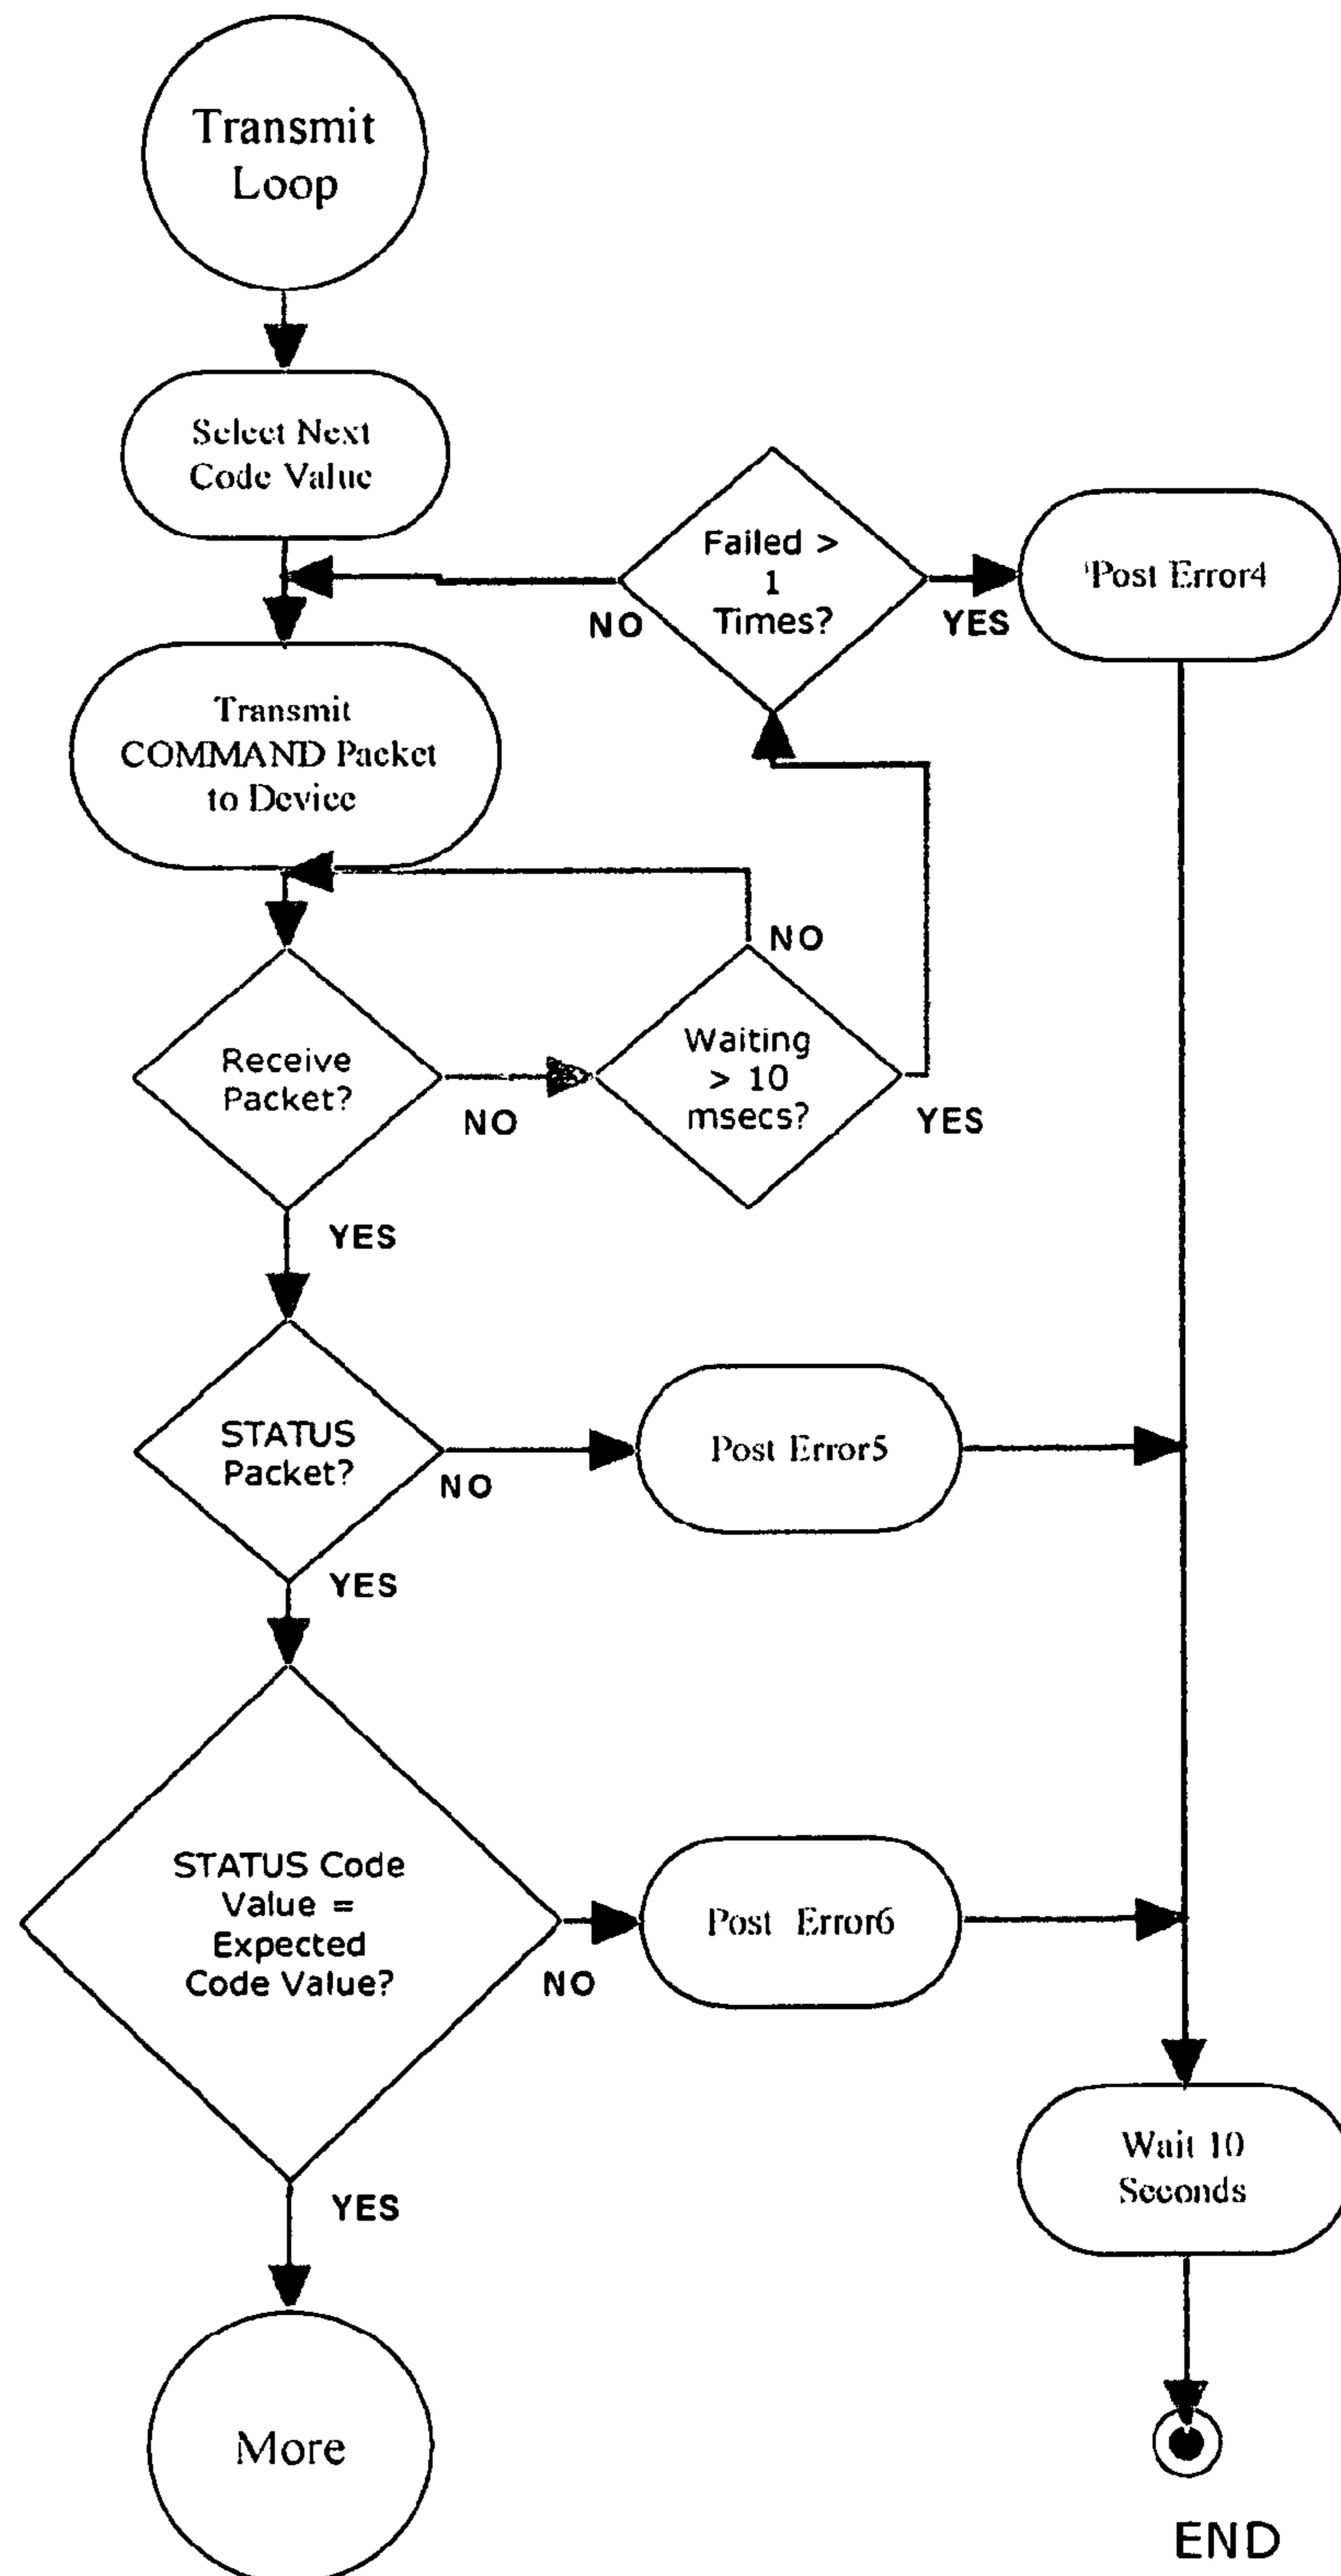 Transmit
Loop
Select Next
Code Value
Failed >
1
Times?
NO
YES
Post Error4
Transmit
COMMAND Packet
to Device
NO
Receive
Packet?
NO
Waiting
> 10
msecs?
YES
YES
STATUS
Packet?
NO
Post Error5
YES
STATUS Code
Value =
Expected
Code Value?
NO
Post Error6
Wait 10
Seconds
YES
More
END